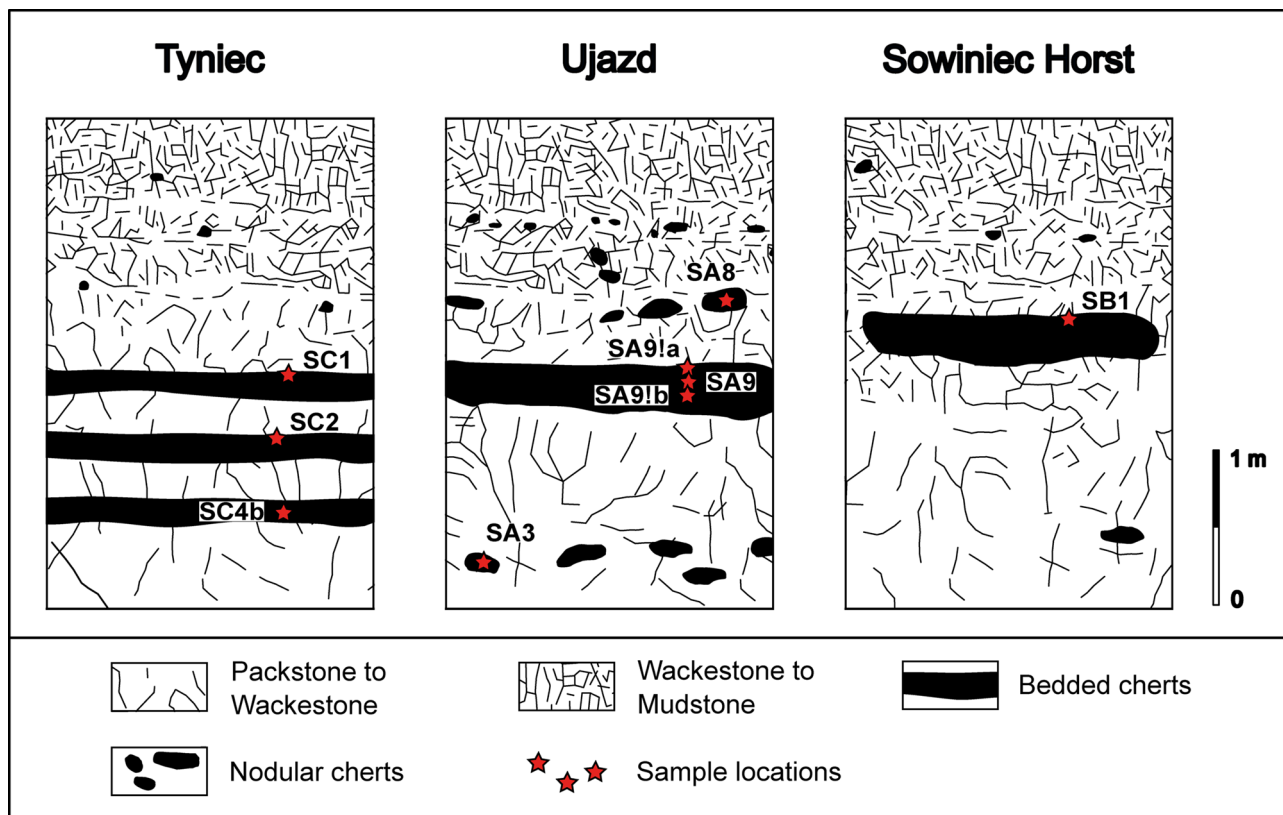 Tyniec
Ujazd
Sowiniec Horst
SC1
SC2
SC4b
SA8
SA9!a
SA9
SA9!b
SA3
SB1
1 m
0
Packstone to
Wackestone
Wackestone to
Mudstone
Bedded cherts
Nodular cherts
Sample locations